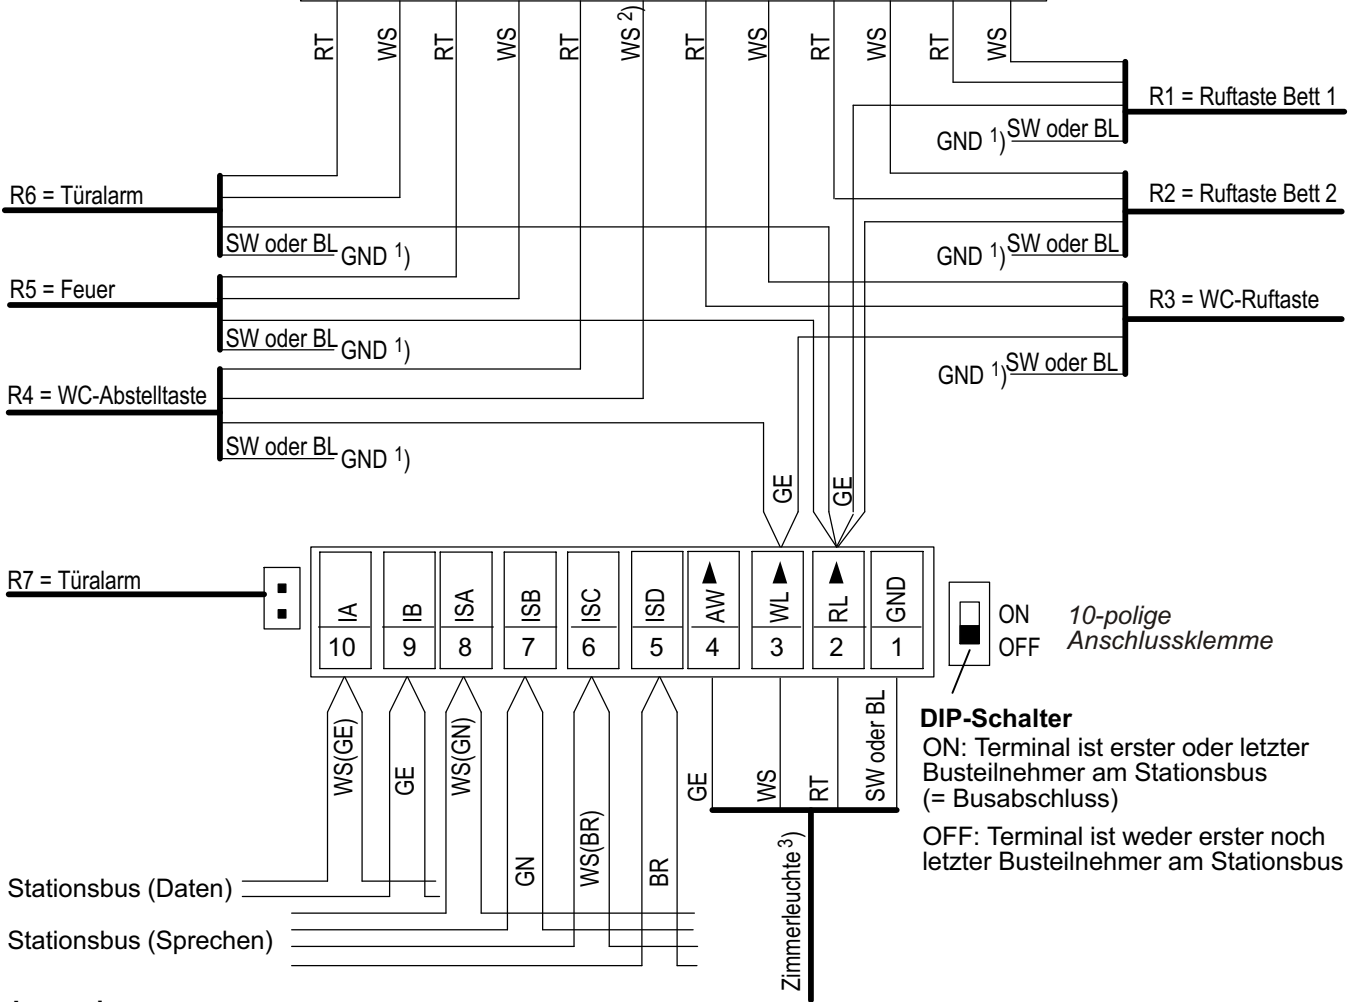 RT WS RT WS RT WS 2) RT WS RT WS RT WS
R1 = Ruftaste Bett 1
SW oder BL
GND 1)
R6 = Türalarm
SW oder BL
GND 1)
R2 = Ruftaste Bett 2
SW oder BL
GND 1)
R5 = Feuer
SW oder BL
GND 1)
R3 = WC-Ruftaste
SW oder BL
GND 1)
R4 = WC-Abstelltaste
SW oder BL
GND 1)
GE GE
R7 = Türalarm
IA IB ISA ISB ISC ISD AW WL RL GND
10 9 8 7 6 5 4 3 2 1
ON
OFF
10-polige
Anschlussklemme
DIP-Schalter
ON: Terminal ist erster oder letzter
Busteilnehmer am Stationsbus
(= Busabschluss)
OFF: Terminal ist weder erster noch
letzter Busteilnehmer am Stationsbus
WS(GE) GE WS(GN) GN WS(BR) BR GE WS RT SW oder BL
Zimmerleuchte 3)
Stationsbus (Daten)
Stationsbus (Sprechen)